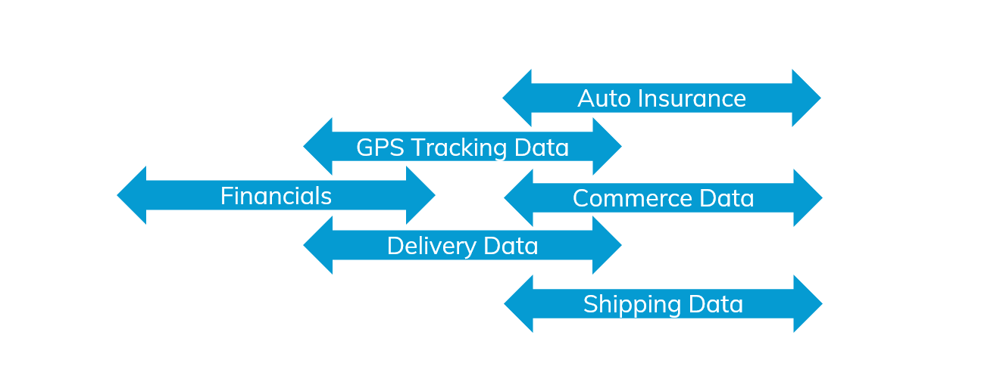 Auto Insurance
GPS Tracking Data
Financials
Commerce Data
Delivery Data
Shipping Data